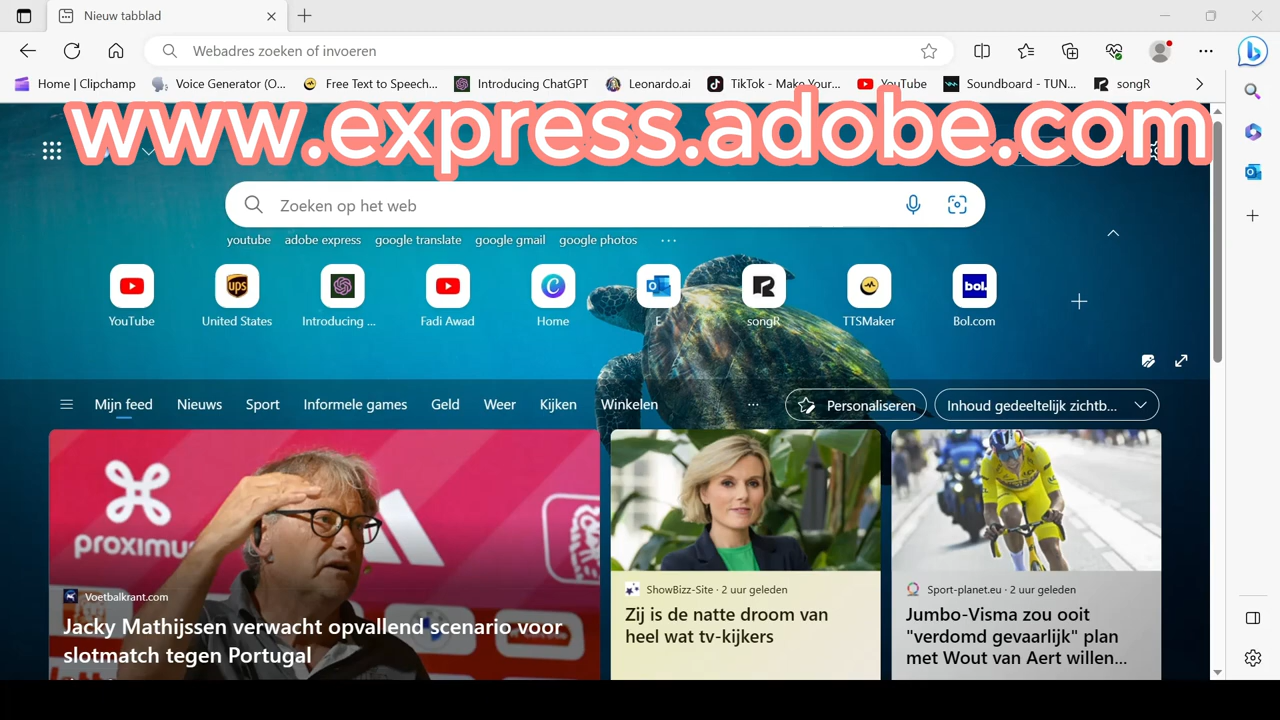 Nieuw tabblad
Webadres zoeken of invoeren
Home | Clipchamp
Voice Generator (O...
Free Text to Speech...
Introducing ChatGPT
Leonardo.ai
TikTok - Make Your...
YouTube
Soundboard - TUN...
songR
www.express.adobe.com
Zoeken op het web
youtube adobe express google translate google gmail google photos ...
YouTube
United States
Introducing ...
Fadi Awad
Home
E
songR
TTSMaker
Bol.com
Mijn feed Nieuws Sport Informele games Geld Weer Kijken Winkelen ...
Personaliseren
Inhoud gedeeltelijk zichtb...
proximu
Voetbalkrant.com
Jacky Mathijssen verwacht opvallend scenario voor
slotmatch tegen Portugal
ShowBizz-Site · 2 uur geleden
Zij is de natte droom van
heel wat tv-kijkers
Sport-planet.eu · 2 uur geleden
Jumbo-Visma zou ooit
"verdomd gevaarlijk" plan
met Wout van Aert willen...